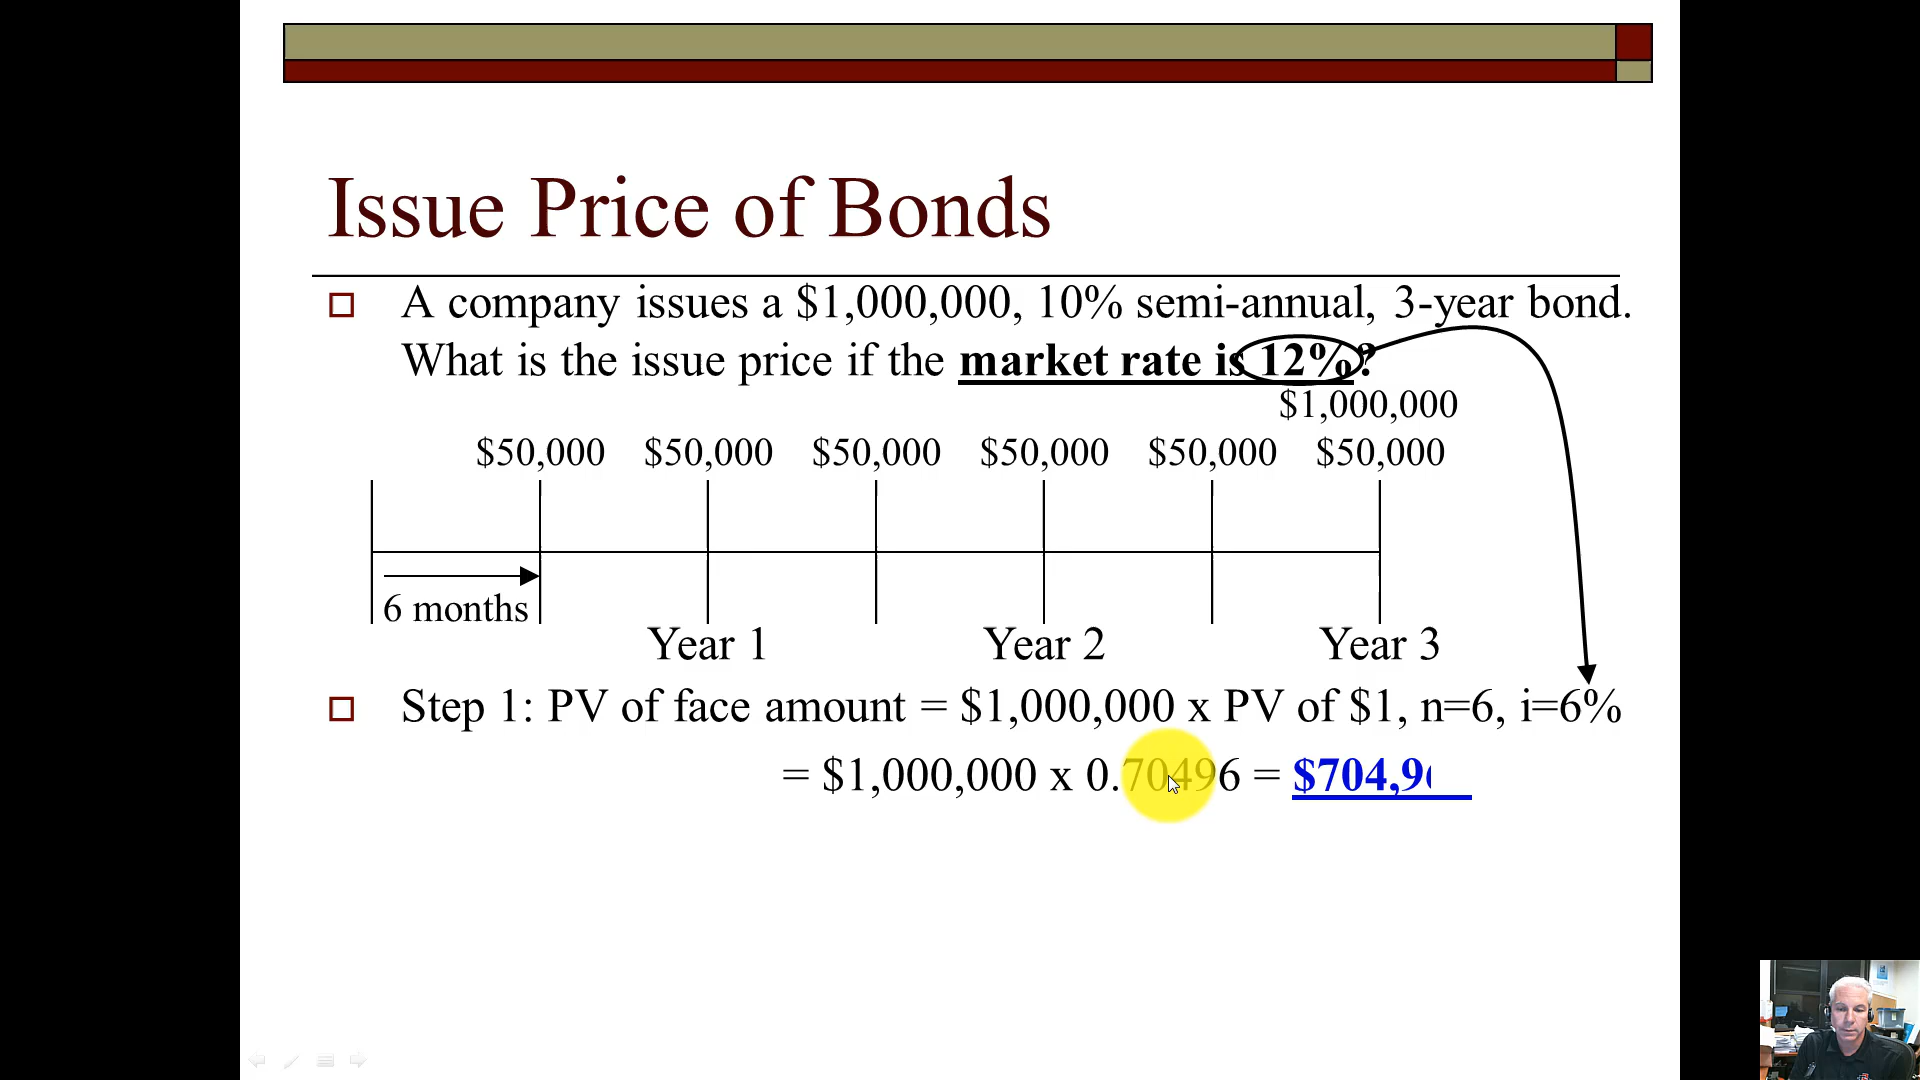 Issue Price of Bonds
A company issues a $1,000,000, 10% semi-annual, 3-year bond.
What is the issue price if the market rate is 12%?
$1,000,000
$50,000 $50,000 $50,000 $50,000 $50,000 $50,000
6 months
Year 1 Year 2 Year 3
Step 1: PV of face amount = $1,000,000 x PV of $1, n=6, i=6%
= $1,000,000 x 0.70496 = $704,9